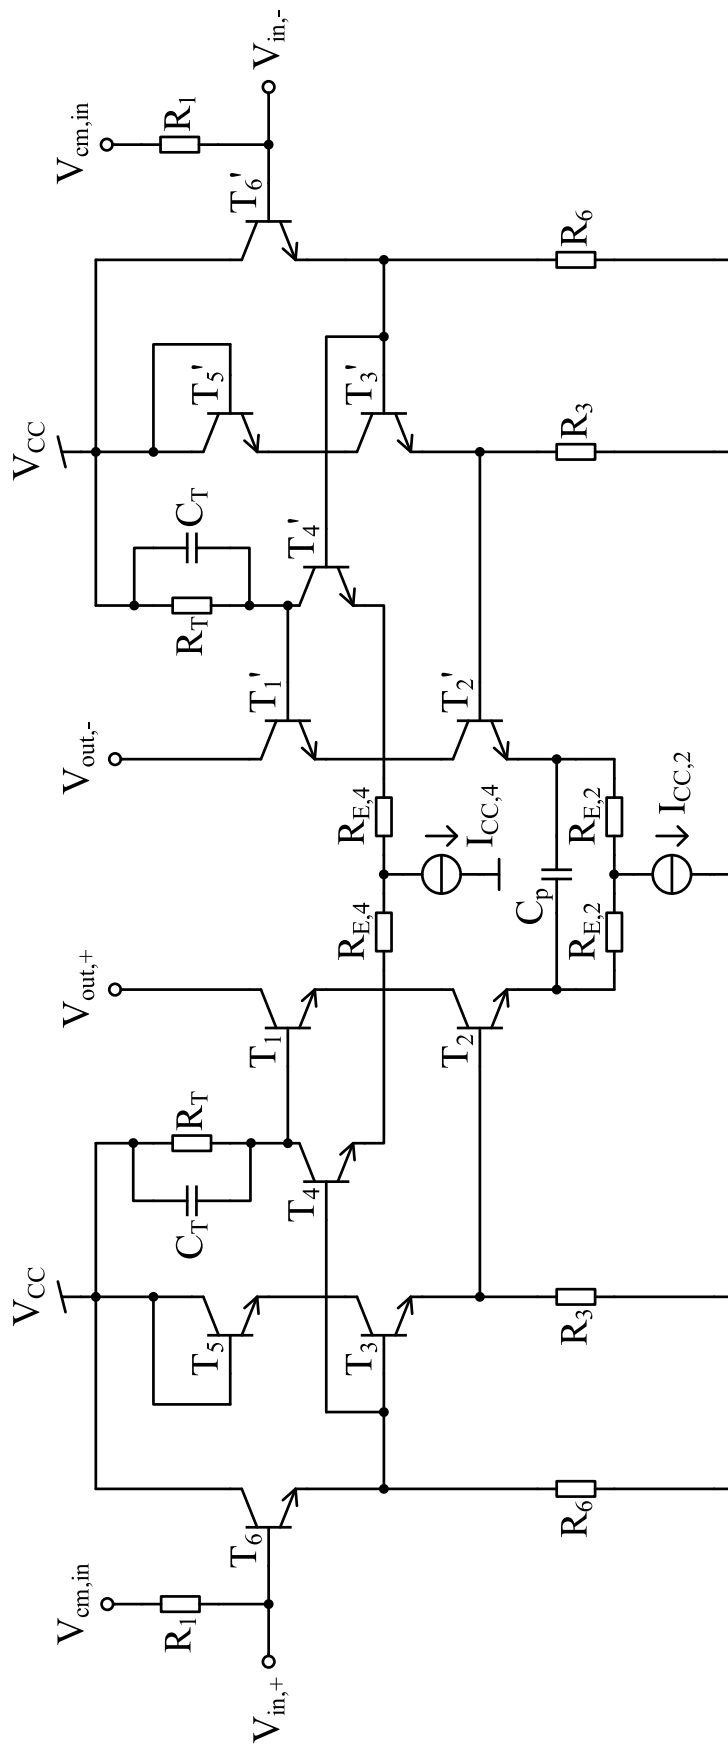 V_cm,in
R_1
V_in,+
T_6
R_6
V_CC
T_5
T_3
R_3
C_T
R_T
T_4
T_1
T_2
V_out,+
R_E,4
R_E,4
I_CC,4
C_p
R_E,2
R_E,2
I_CC,2
V_out,-
T_1'
T_2'
R_T
C_T
T_4'
V_CC
T_5'
T_3'
R_3
T_6'
R_6
V_cm,in
R_1
V_in,-